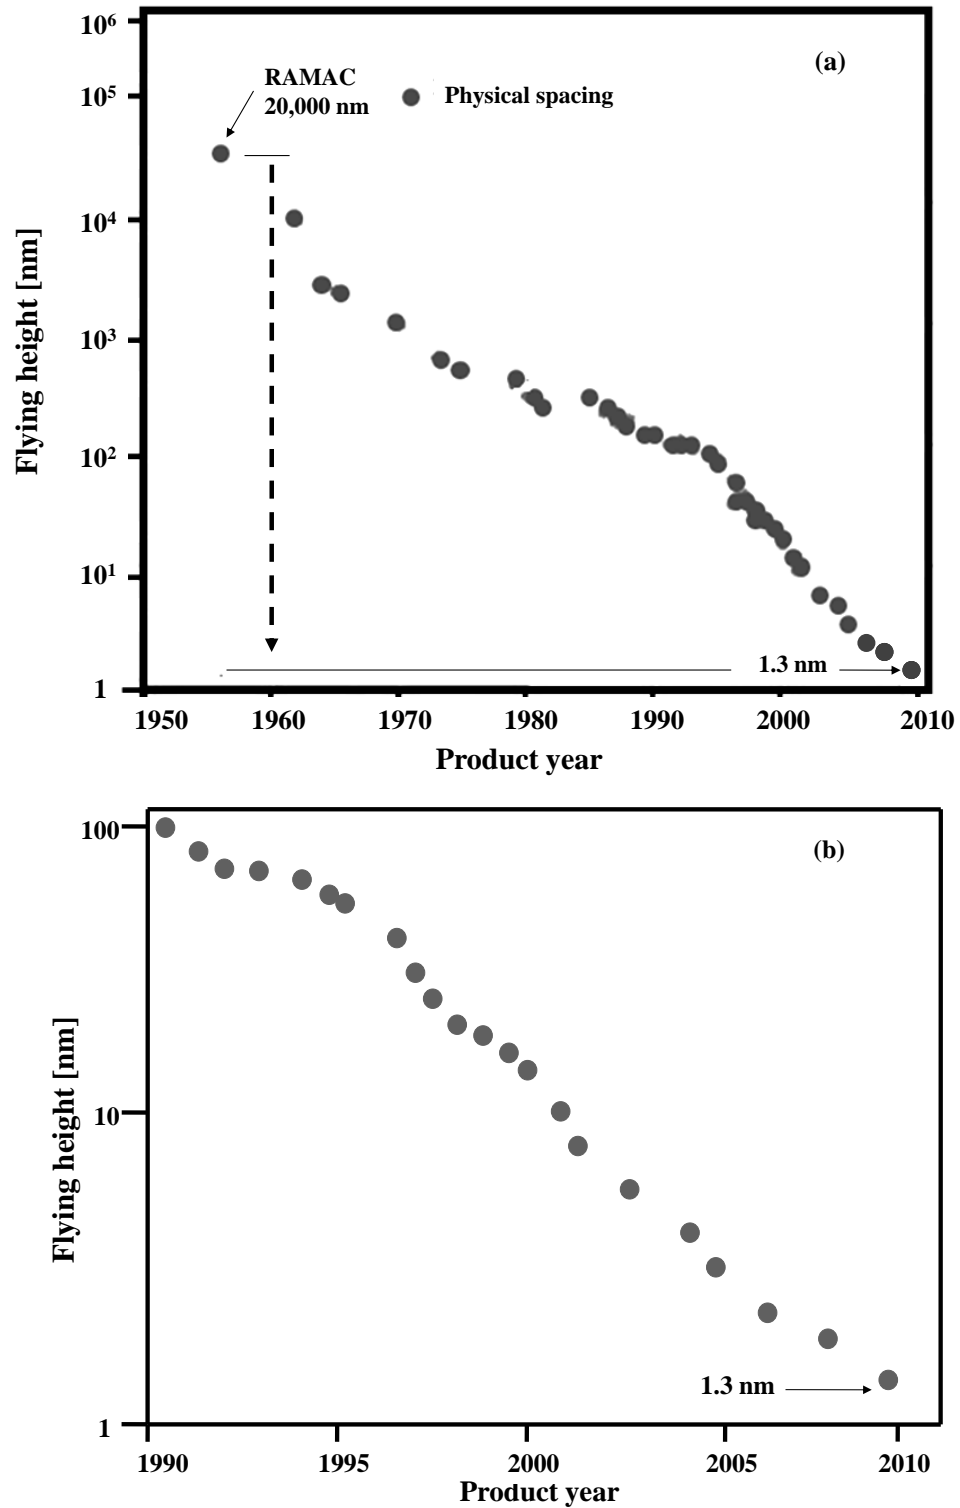 10⁶
(a)
RAMAC
20,000 nm
Physical spacing
10⁵
10⁴
10³
10²
10¹
1
Flying height [nm]
1.3 nm
1950 1960 1970 1980 1990 2000 2010
Product year
100
(b)
10
1
Flying height [nm]
1.3 nm
1990 1995 2000 2005 2010
Product year